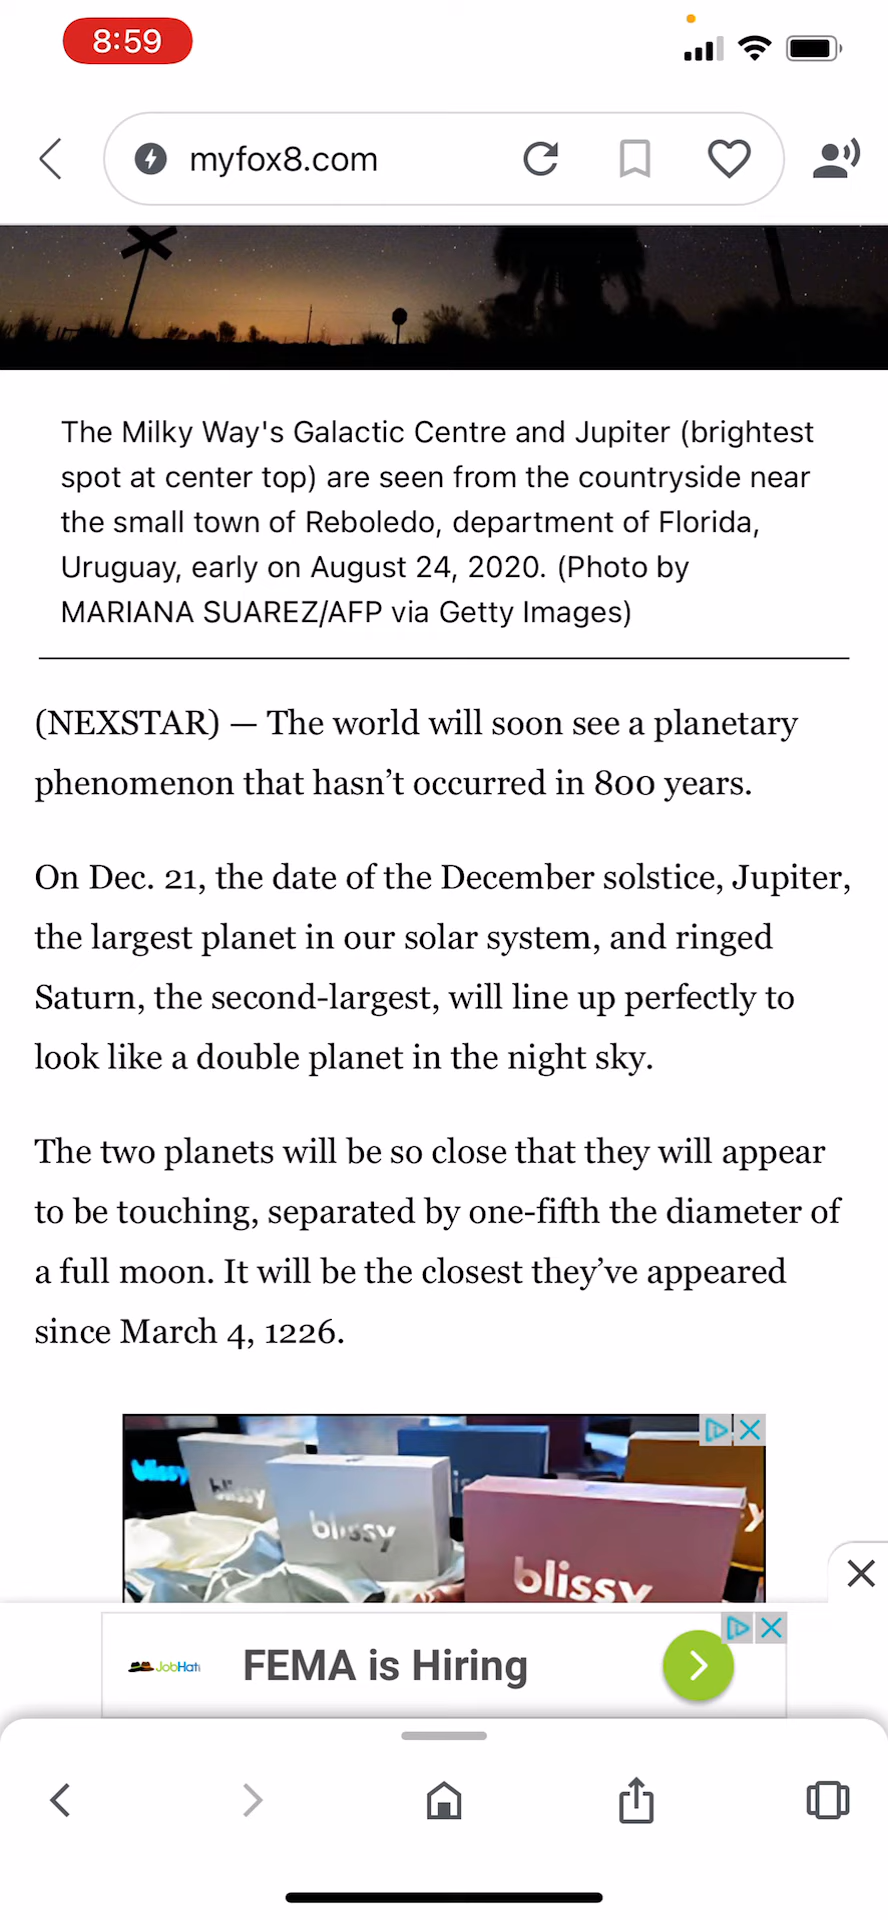 8:59
myfox8.com
The Milky Way's Galactic Centre and Jupiter (brightest
spot at center top) are seen from the countryside near
the small town of Reboledo, department of Florida,
Uruguay, early on August 24, 2020. (Photo by
MARIANA SUAREZ/AFP via Getty Images)
(NEXSTAR) — The world will soon see a planetary
phenomenon that hasn’t occurred in 800 years.
On Dec. 21, the date of the December solstice, Jupiter,
the largest planet in our solar system, and ringed
Saturn, the second-largest, will line up perfectly to
look like a double planet in the night sky.
The two planets will be so close that they will appear
to be touching, separated by one-fifth the diameter of
a full moon. It will be the closest they’ve appeared
since March 4, 1226.
blissy
blissy
blissy
blissy
JobHat
FEMA is Hiring